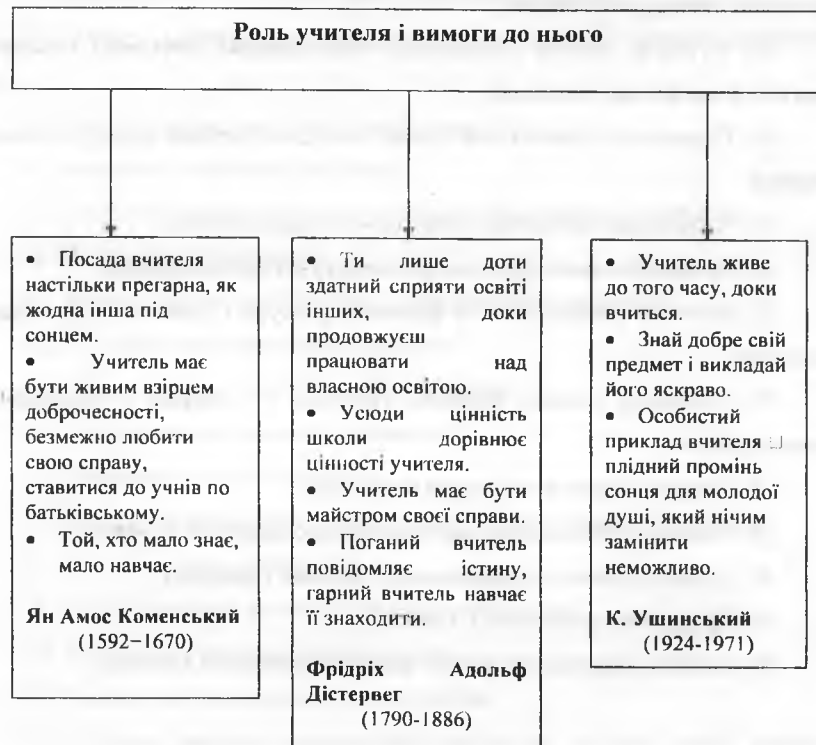 Роль учителя і вимоги до нього
• Посада вчителя
настільки прегарна, як
жодна інша під
сонцем.
• Учитель має
бути живим взірцем
доброчесності,
безмежно любити
свою справу,
ставитися до учнів по
батьківському.
• Той, хто мало знає,
мало навчає.
Ян Амос Коменський
(1592–1670)
• Ти лише доти
здатний сприяти освіті
інших, доки
продовжуєш
працювати над
власною освітою.
• Усюди цінність
школи дорівнює
цінності учителя.
• Учитель має бути
майстром своєї справи.
• Поганий вчитель
повідомляє істину,
гарний вчитель навчає
її знаходити.
Фрідріх Адольф
Дістервег
(1790-1886)
• Учитель живе
до того часу, доки
вчиться.
• Знай добре свій
предмет і викладай
його яскраво.
• Особистий
приклад вчителя
плідний промінь
сонця для молодої
душі, який нічим
замінити
неможливо.
К. Ушинський
(1924-1971)